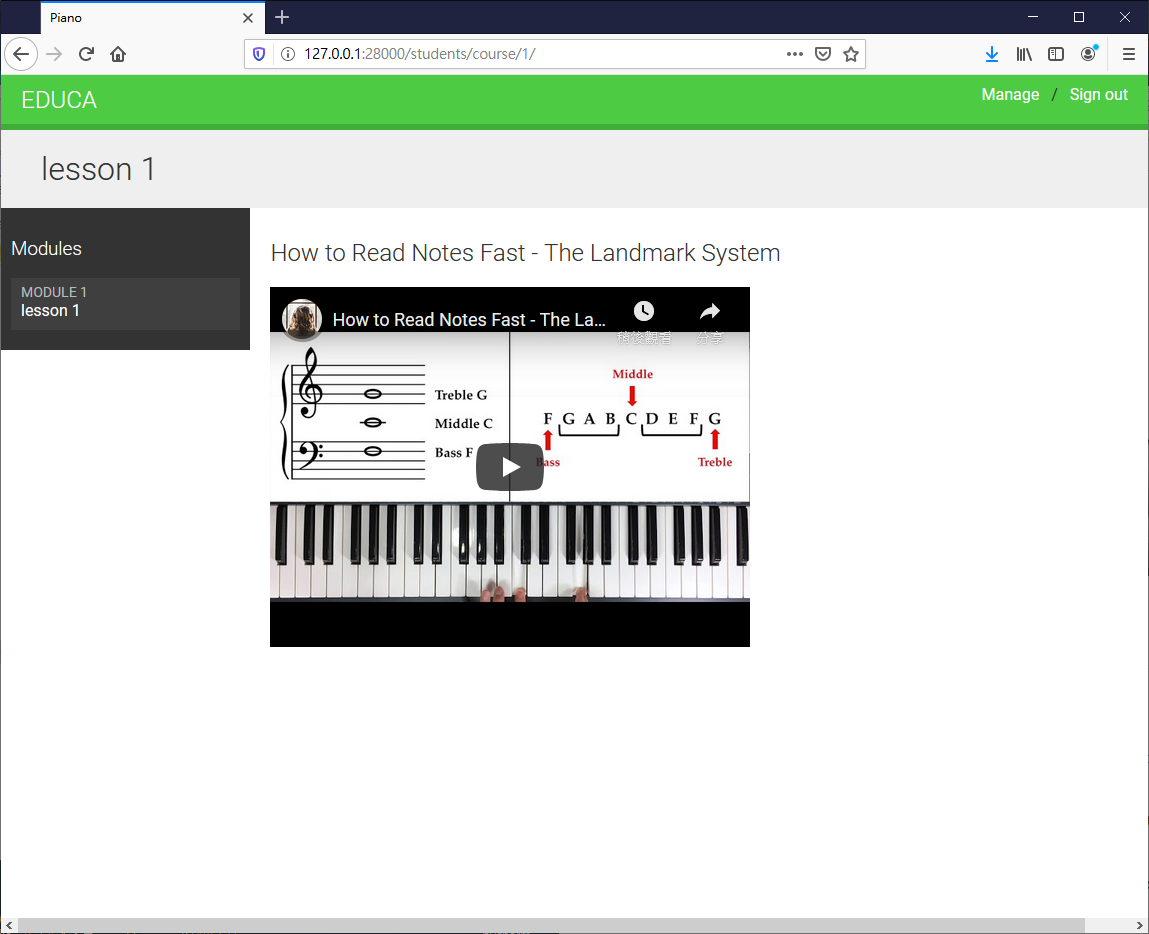 Piano
127.0.0.1:28000/students/course/1/
EDUCA
Manage / Sign out
lesson 1
Modules
MODULE 1
lesson 1
How to Read Notes Fast - The Landmark System
How to Read Notes Fast - The La...
稍後觀看
分享
Treble G
Middle C
Bass F
Middle
F G A B C D E F G
Bass
Treble